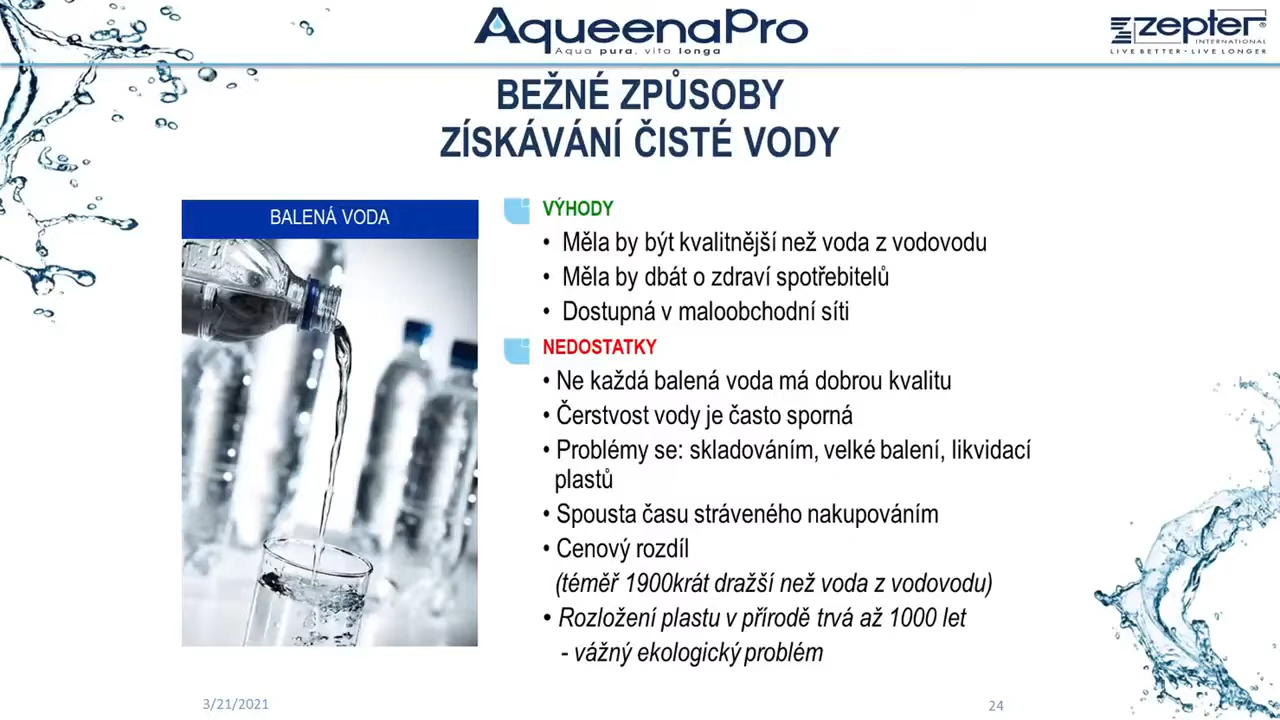 AqueenaPro
Aqua pura, vita longa
zepter
INTERNATIONAL
LIVE BETTER • LIVE LONGER
BEŽNÉ ZPŮSOBY
ZÍSKÁVÁNÍ ČISTÉ VODY
BALENÁ VODA
VÝHODY
• Měla by být kvalitnější než voda z vodovodu
• Měla by dbát o zdraví spotřebitelů
• Dostupná v maloobchodní síti
NEDOSTATKY
• Ne každá balená voda má dobrou kvalitu
• Čerstvost vody je často sporná
• Problémy se: skladováním, velké balení, likvidací
plastů
• Spousta času stráveného nakupováním
• Cenový rozdíl
(téměř 1900krát dražší než voda z vodovodu)
• Rozložení plastu v přírodě trvá až 1000 let
- vážný ekologický problém
3/21/2021
24